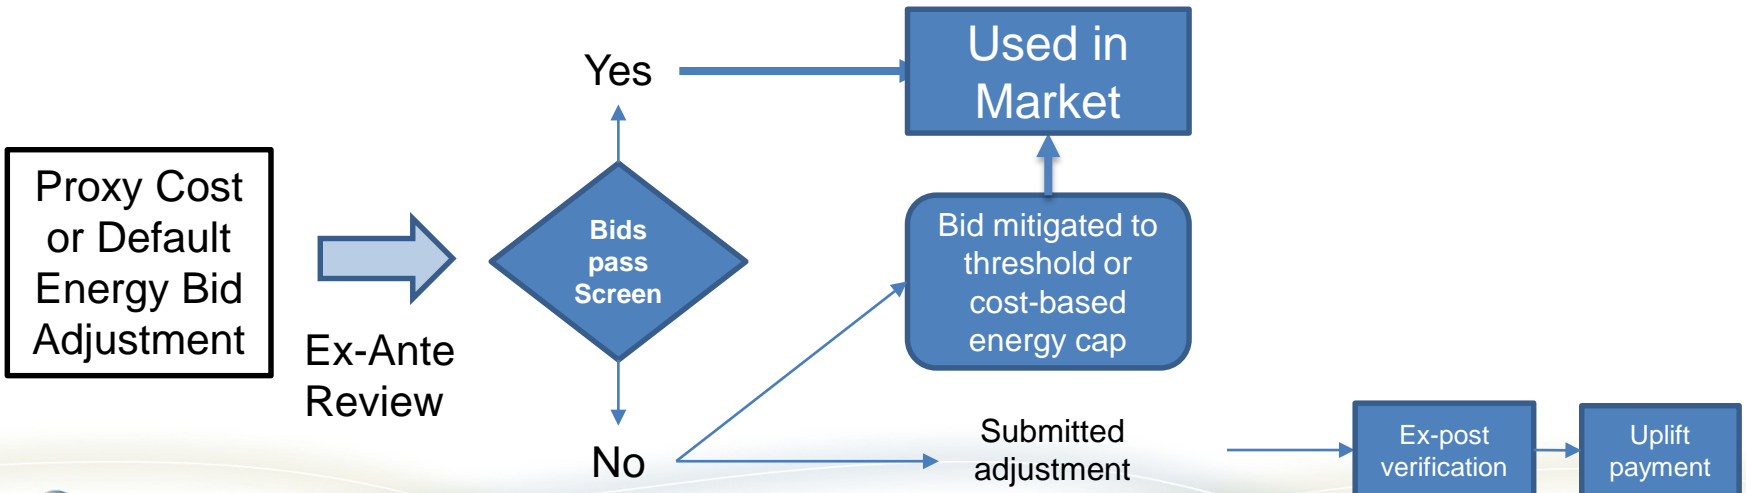 Proxy Cost
or Default
Energy Bid
Adjustment
Ex-Ante
Review
Bids
pass
Screen
Yes
No
Used in
Market
Bid mitigated to
threshold or
cost-based
energy cap
Submitted
adjustment
Ex-post
verification
Uplift
payment